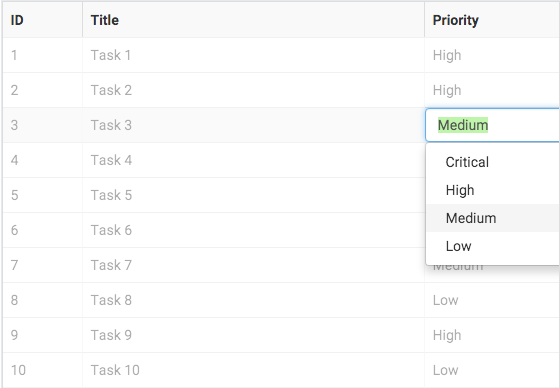 ID Title Priority
1 Task 1 High
2 Task 2 High
3 Task 3 Medium
4 Task 4 Critical
5 Task 5 High
6 Task 6 Medium
Low
7 Task 7 Medium
8 Task 8 Low
9 Task 9 High
10 Task 10 Low